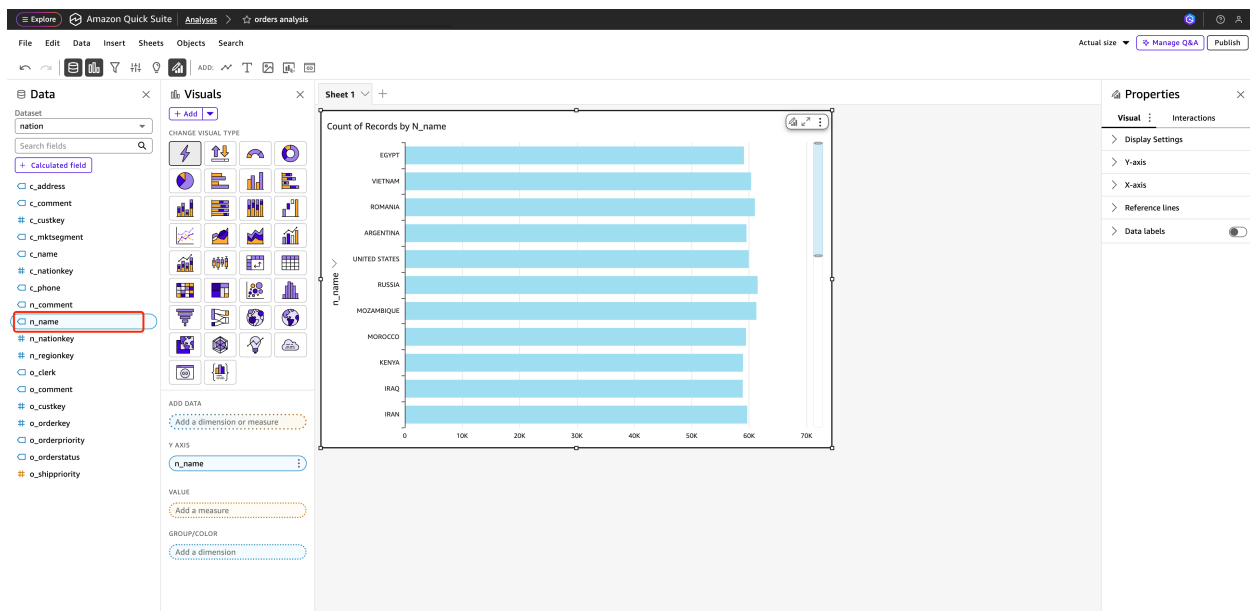 Explore
Amazon Quick Suite
Analyses
orders analysis
File Edit Data Insert Sheets Objects Search
Actual size
Manage Q&A
Publish
ADD:
Data
Dataset
nation
Search fields
+ Calculated field
c_address
c_comment
c_custkey
c_mktsegment
c_name
c_nationkey
c_phone
n_comment
n_name
n_nationkey
n_regionkey
o_clerk
o_comment
o_custkey
o_orderkey
o_orderpriority
o_orderstatus
o_shippriority
Visuals
+ Add
CHANGE VISUAL TYPE
ADD DATA
Add a dimension or measure
Y AXIS
n_name
VALUE
Add a measure
GROUP/COLOR
Add a dimension
Sheet 1
Count of Records by N_name
n_name
EGYPT
VIETNAM
ROMANIA
ARGENTINA
UNITED STATES
RUSSIA
MOZAMBIQUE
MOROCCO
KENYA
IRAQ
IRAN
0 10K 20K 30K 40K 50K 60K 70K
Properties
Visual Interactions
Display Settings
Y-axis
X-axis
Reference lines
Data labels